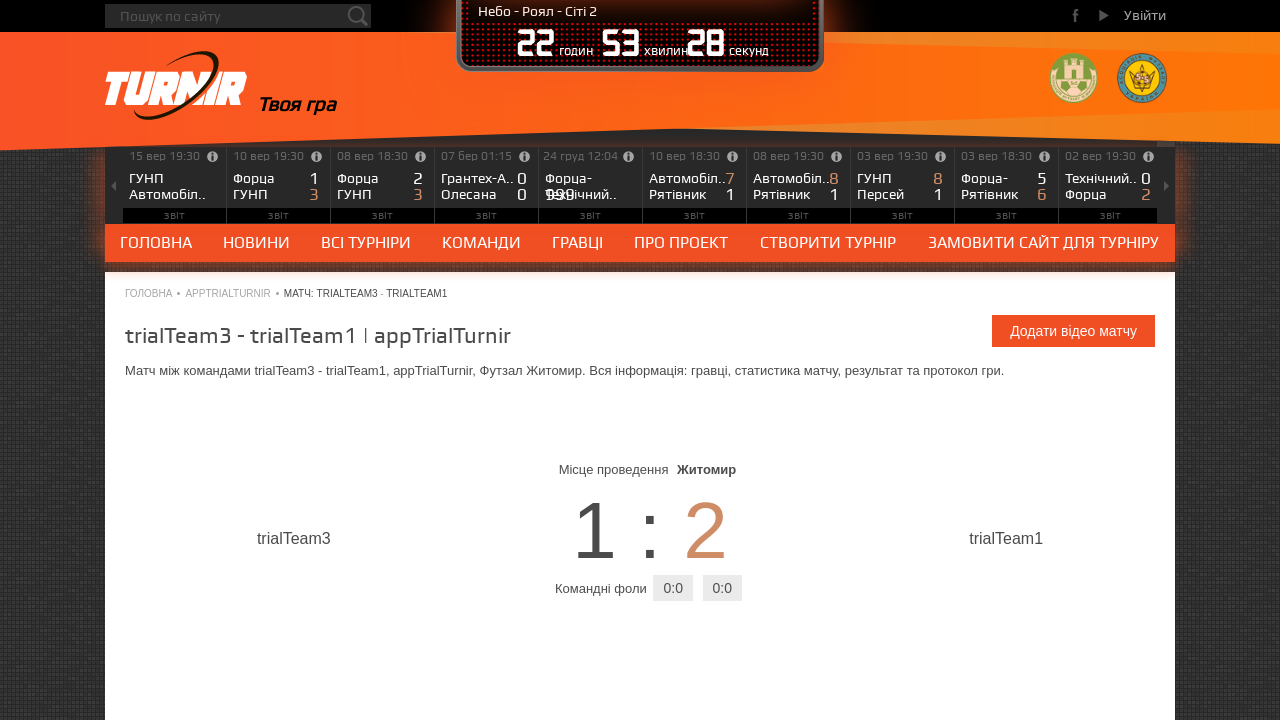 Пошук по сайту
Небо - Роял - Сіті 2
22 годин 53 хвилин 28 секунд
Увійти
TURNIR
Твоя гра
15 вер 19:30
ГУНП
Автомобіл..
звіт
10 вер 19:30
Форца 1
ГУНП 3
звіт
08 вер 18:30
Форца 2
ГУНП 3
звіт
07 бер 01:15
Грантех-А.. 0
Олесана 0
звіт
24 груд 12:04
Форца-
Технічний..
звіт
10 вер 18:30
Автомобіл.. 7
Рятівник 1
звіт
08 вер 19:30
Автомобіл.. 8
Рятівник 1
звіт
03 вер 19:30
ГУНП 8
Персей 1
звіт
03 вер 18:30
Форца- 5
Рятівник 6
звіт
02 вер 19:30
Технічний.. 0
Форца 2
звіт
ГОЛОВНА НОВИНИ ВСІ ТУРНІРИ КОМАНДИ ГРАВЦІ ПРО ПРОЕКТ СТВОРИТИ ТУРНІР ЗАМОВИТИ САЙТ ДЛЯ ТУРНІРУ
ГОЛОВНА • APPTRIALTURNIR • МАТЧ: TRIALTEAM3 - TRIALTEAM1
trialTeam3 - trialTeam1 | appTrialTurnir
Додати відео матчу
Матч між командами trialTeam3 - trialTeam1, appTrialTurnir, Футзал Житомир. Вся інформація: гравці, статистика матчу, результат та протокол гри.
Місце проведення Житомир
trialTeam3 1 : 2 trialTeam1
Командні фоли 0:0 0:0